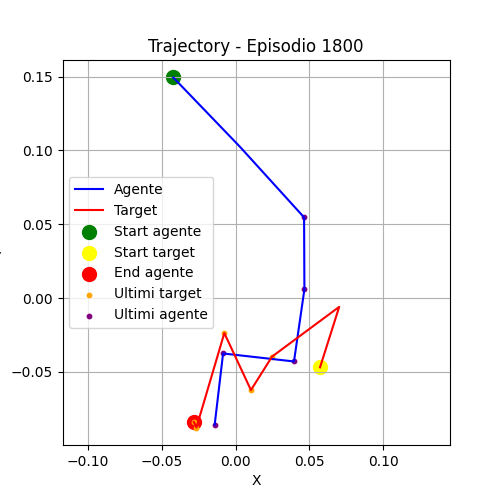 Trajectory - Episodio 1800
0.15
0.10
0.05
0.00
−0.05
Agente
Target
Start agente
Start target
End agente
Ultimi target
Ultimi agente
−0.10
−0.05
0.00
0.05
0.10
X